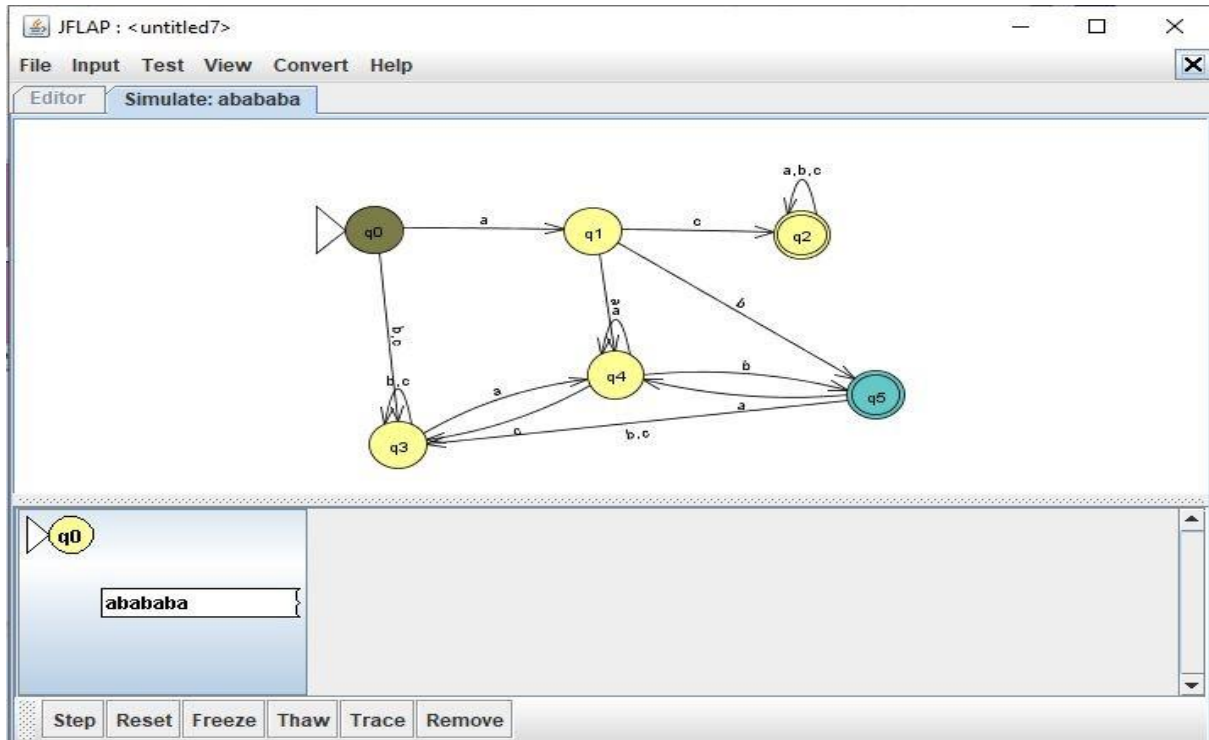 JFLAP : <untitled7>
File Input Test View Convert Help
Editor Simulate: abababa
a,b,c
q0 a q1 c q2
b
b,c
a
a
b,c a q4 b q5
q3 c b,c a
q0
abababa
Step Reset Freeze Thaw Trace Remove